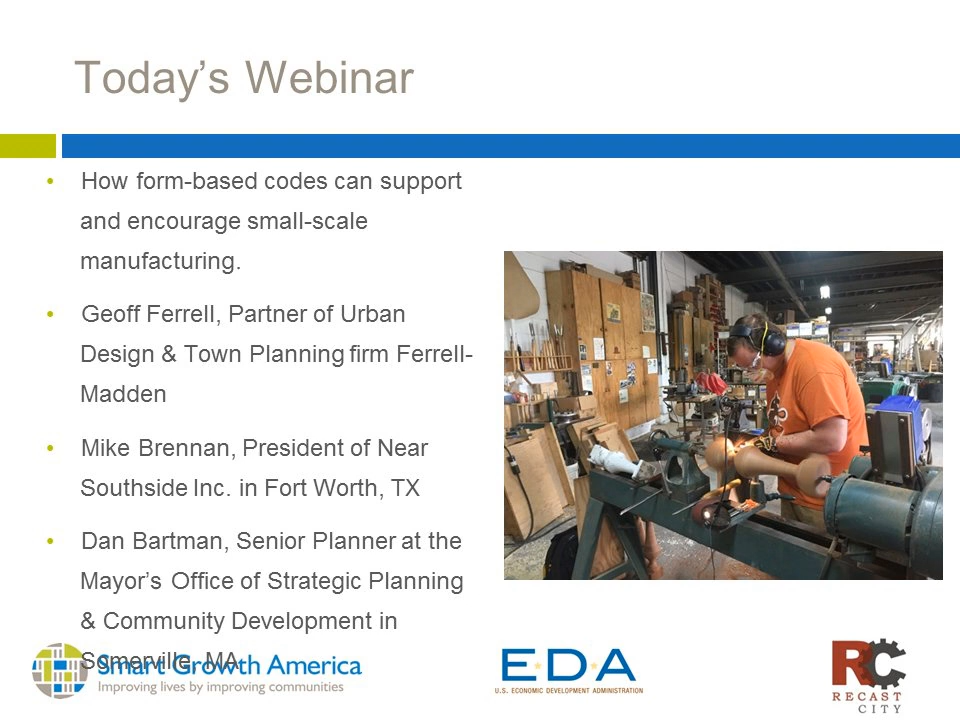 Today’s Webinar
• How form-based codes can support
and encourage small-scale
manufacturing.
• Geoff Ferrell, Partner of Urban
Design & Town Planning firm Ferrell-
Madden
• Mike Brennan, President of Near
Southside Inc. in Fort Worth, TX
• Dan Bartman, Senior Planner at the
Mayor’s Office of Strategic Planning
& Community Development in
Somerville, MA
Smart Growth America
Improving lives by improving communities
EDA
U.S. ECONOMIC DEVELOPMENT ADMINISTRATION
RC
RECAST
CITY